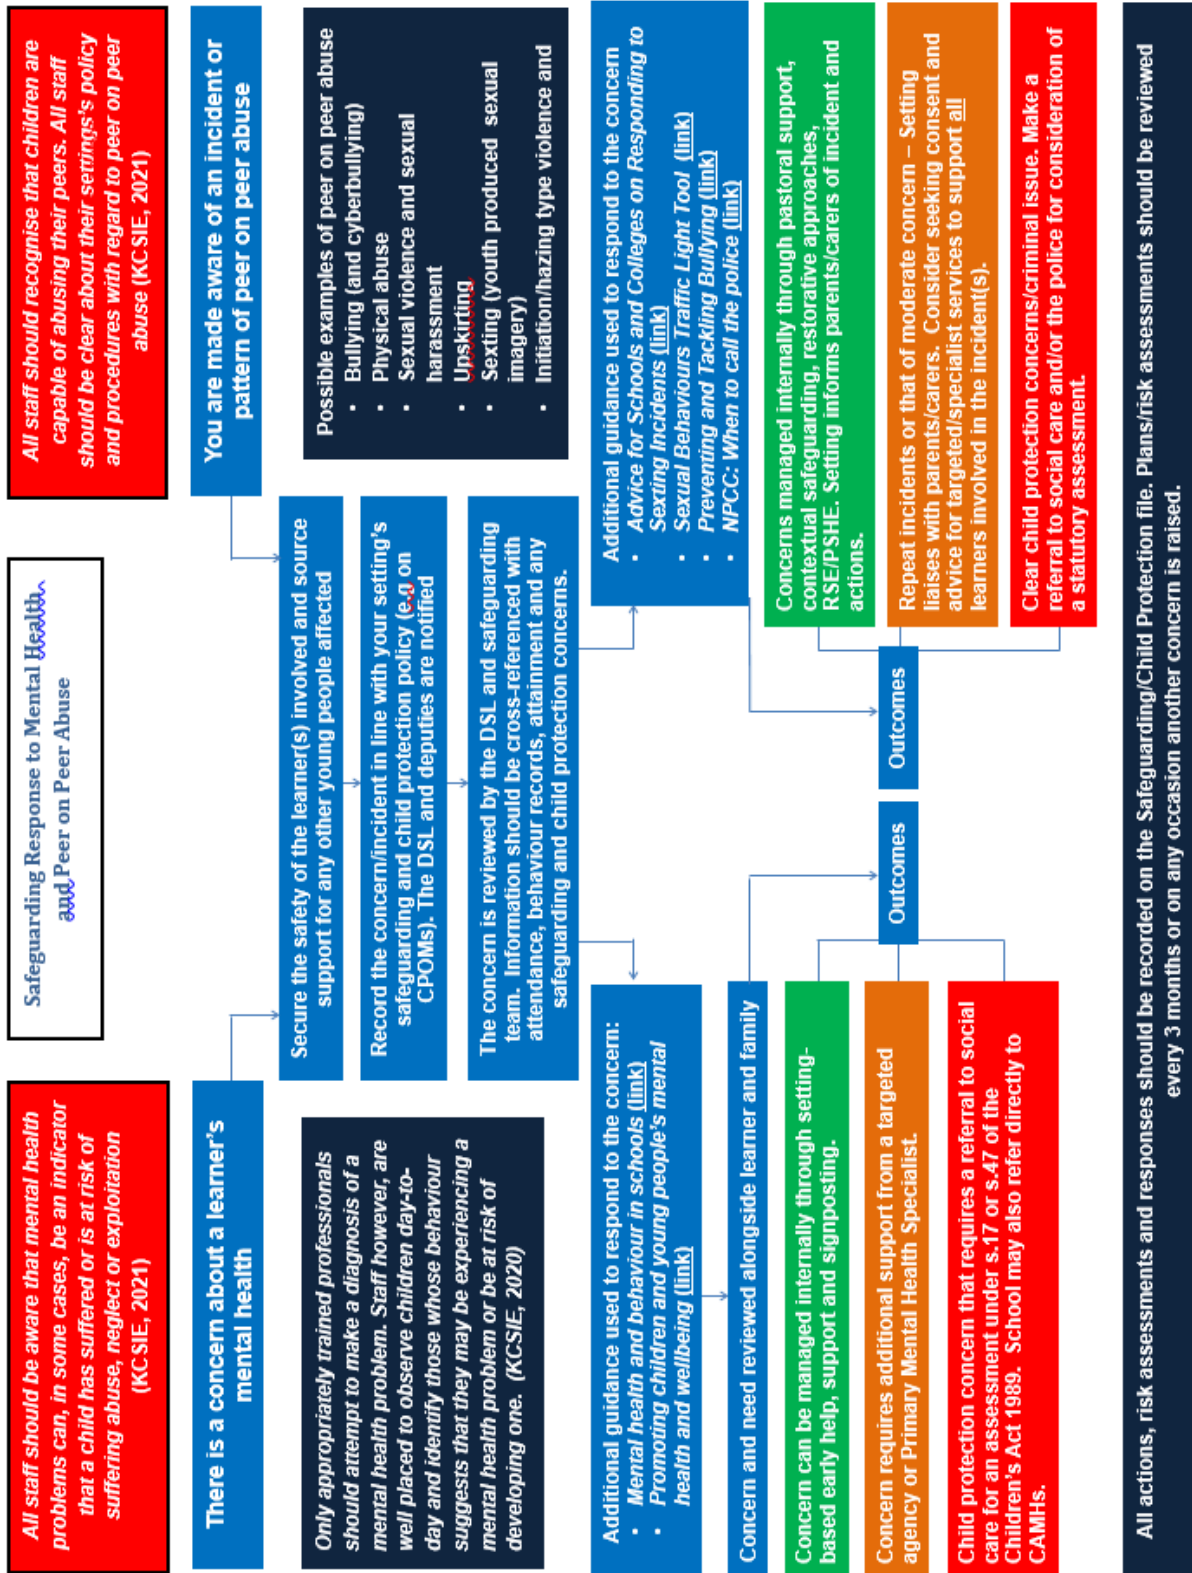 All staff should be aware that mental health
problems can, in some cases, be an indicator
that a child has suffered or is at risk of
suffering abuse, neglect or exploitation
(KCSIE, 2021)
Safeguarding Response to Mental Health
and Peer on Peer Abuse
All staff should recognise that children are
capable of abusing their peers. All staff
should be clear about their settings's policy
and procedures with regard to peer on peer
abuse (KCSIE, 2021)
There is a concern about a learner's
mental health
You are made aware of an incident or
pattern of peer on peer abuse
Secure the safety of the learner(s) involved and source
support for any other young people affected
Record the concern/incident in line with your setting's
safeguarding and child protection policy (e.g on
CPOMs). The DSL and deputies are notified
The concern is reviewed by the DSL and safeguarding
team. Information should be cross-referenced with
attendance, behaviour records, attainment and any
safeguarding and child protection concerns.
Only appropriately trained professionals
should attempt to make a diagnosis of a
mental health problem. Staff however, are
well placed to observe children day-to-
day and identify those whose behaviour
suggests that they may be experiencing a
mental health problem or be at risk of
developing one. (KCSIE, 2020)
Possible examples of peer on peer abuse
• Bullying (and cyberbullying)
• Physical abuse
• Sexual violence and sexual
harassment
• Upskirting
• Sexting (youth produced sexual
imagery)
• Initiation/hazing type violence and
Additional guidance used to respond to the concern:
• Mental health and behaviour in schools (link)
• Promoting children and young people's mental
health and wellbeing (link)
Additional guidance used to respond to the concern
• Advice for Schools and Colleges on Responding to
Sexting Incidents (link)
• Sexual Behaviours Traffic Light Tool (link)
• Preventing and Tackling Bullying (link)
• NPCC: When to call the police (link)
Concern and need reviewed alongside learner and family
Outcomes
Outcomes
Concern can be managed internally through setting-
based early help, support and signposting.
Concern requires additional support from a targeted
agency or Primary Mental Health Specialist.
Child protection concern that requires a referral to social
care for an assessment under s.17 or s.47 of the
Children's Act 1989. School may also refer directly to
CAMHs.
Concerns managed internally through pastoral support,
contextual safeguarding, restorative approaches,
RSE/PSHE. Setting informs parents/carers of incident and
actions.
Repeat incidents or that of moderate concern – Setting
liaises with parents/carers. Consider seeking consent and
advice for targeted/specialist services to support all
learners involved in the incident(s).
Clear child protection concerns/criminal issue. Make a
referral to social care and/or the police for consideration of
a statutory assessment.
All actions, risk assessments and responses should be recorded on the Safeguarding/Child Protection file. Plans/risk assessments should be reviewed
every 3 months or on any occasion another concern is raised.